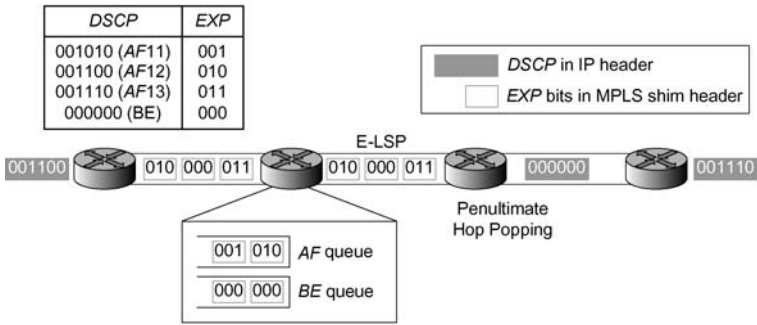 DSCP EXP
001010 (AF11) 001
001100 (AF12) 010
001110 (AF13) 011
000000 (BE) 000
DSCP in IP header
EXP bits in MPLS shim header
E-LSP
001100 010 000 011 010 000 011 000000 001110
Penultimate
Hop Popping
001 010 AF queue
000 000 BE queue